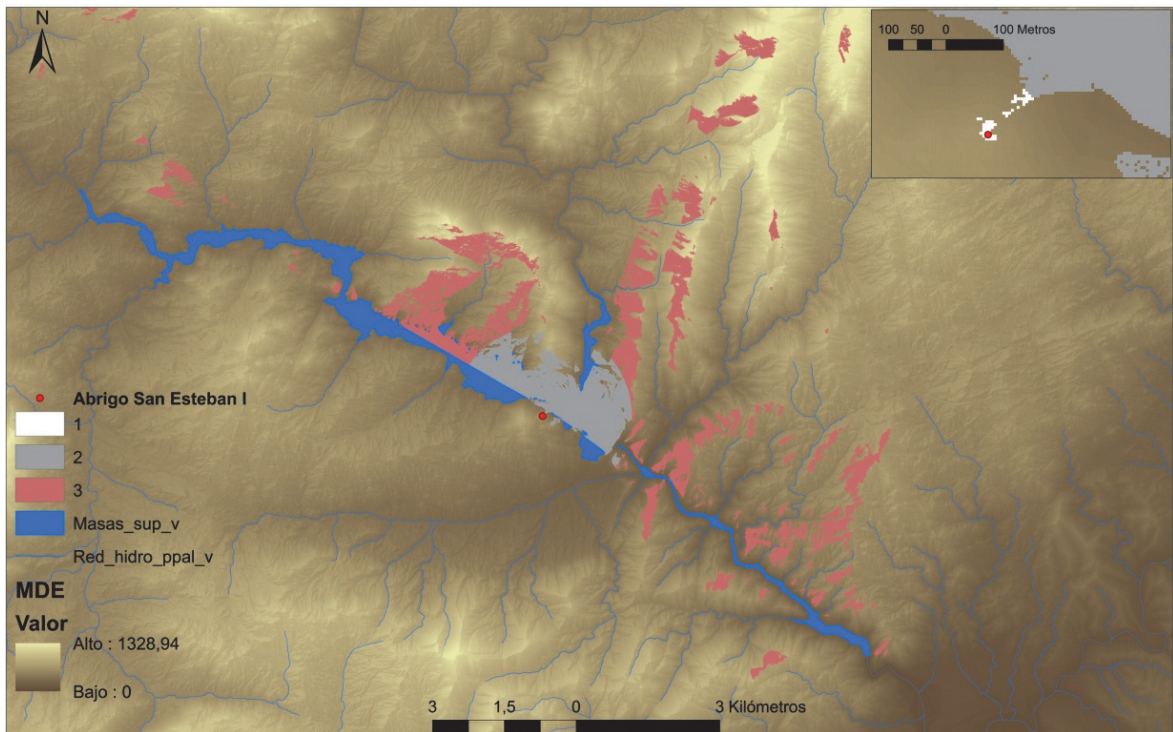 N
100 50 0 100 Metros
Abrigo San Esteban I
1
2
3
Masas_sup_v
Red_hidro_ppal_v
MDE
Valor
Alto : 1328,94
Bajo : 0
3 1,5 0 3 Kilómetros